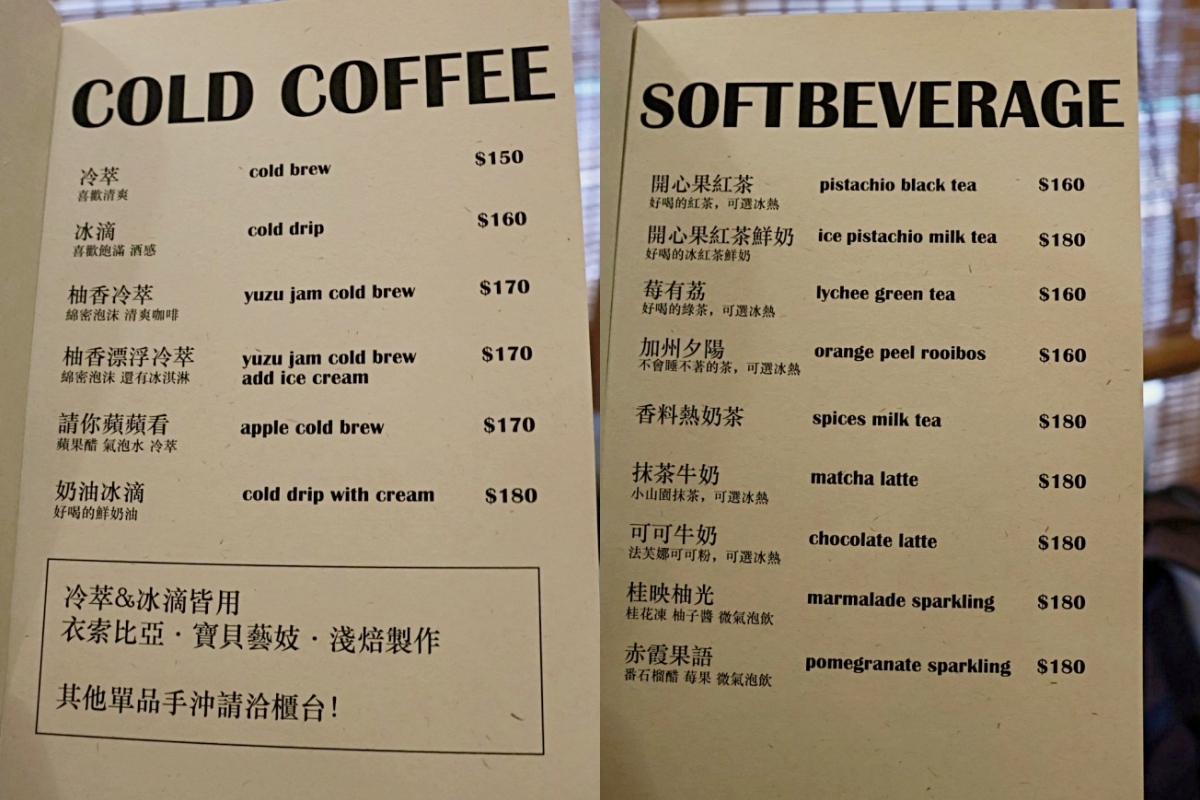 COLD COFFEE
冷萃 cold brew $150
喜歡清爽
冰滴 cold drip $160
喜歡飽滿 酒感
柚香冷萃 yuzu jam cold brew $170
綿密泡沫 清爽咖啡
柚香漂浮冷萃 yuzu jam cold brew $170
綿密泡沫 還有冰淇淋 add ice cream
請你蘋蘋看 apple cold brew $170
蘋果醋 氣泡水 冷萃
奶油冰滴 cold drip with cream $180
好喝的鮮奶油
冷萃&冰滴皆用
衣索比亞·寶貝藝妓·淺焙製作
其他單品手沖請洽櫃台!
SOFTBEVERAGE
開心果紅茶 pistachio black tea $160
好喝的紅茶,可選冰熱
開心果紅茶鮮奶 ice pistachio milk tea $180
好喝的冰紅茶鮮奶
莓有荔 lychee green tea $160
好喝的綠茶,可選冰熱
加州夕陽 orange peel rooibos $160
不會睡不著的茶,可選冰熱
香料熱奶茶 spices milk tea $180
抹茶牛奶 matcha latte $180
小山園抹茶,可選冰熱
可可牛奶 chocolate latte $180
法芙娜可可粉,可選冰熱
桂映柚光 marmalade sparkling $180
桂花凍 柚子醬 微氣泡飲
赤霞果語 pomegranate sparkling $180
番石榴醋 莓果 微氣泡飲